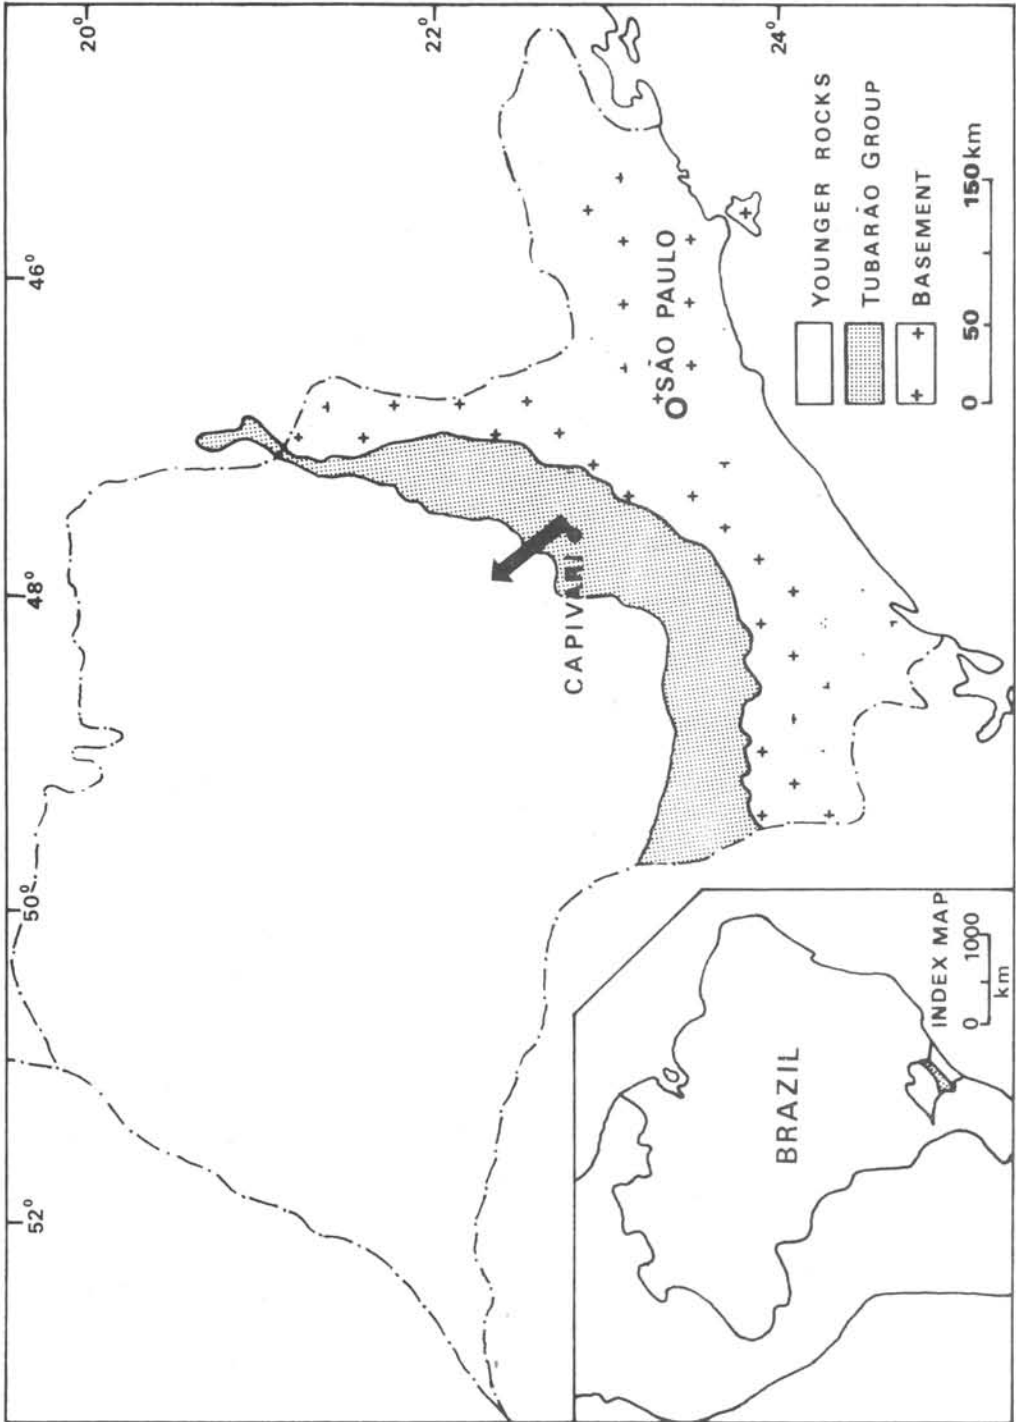 52°
50°
48°
46°
20°
22°
24°
CAPIVARI
SÃO PAULO
YOUNGER ROCKS
TUBARÃO GROUP
BASEMENT
0 50 150 km
BRAZIL
INDEX MAP
0 1000
km